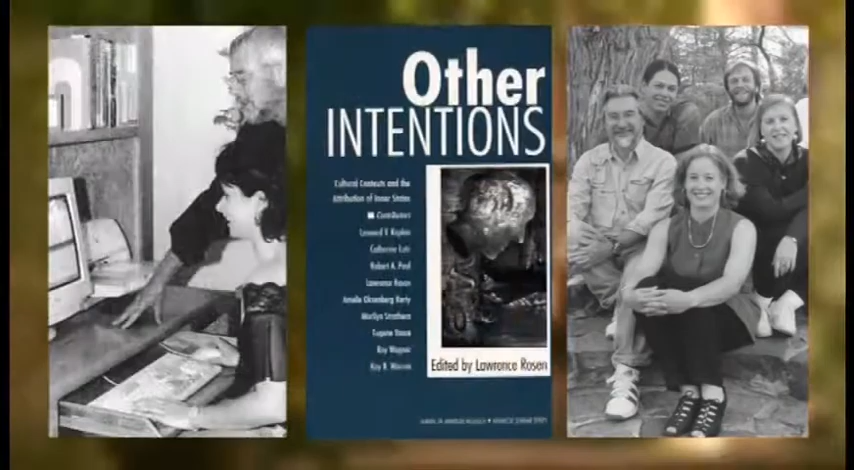 Other
INTENTIONS
Cultural Contexts and the
Attribution of Inner States
Contributors
Leonard V. Kaplan
Catherine Lutz
Robert A. Paul
Lawrence Rosen
Amelie Oksenberg Rorty
Marilyn Strathern
Eugene Vance
Roy Wagner
Kay B. Warren
Edited by Lawrence Rosen